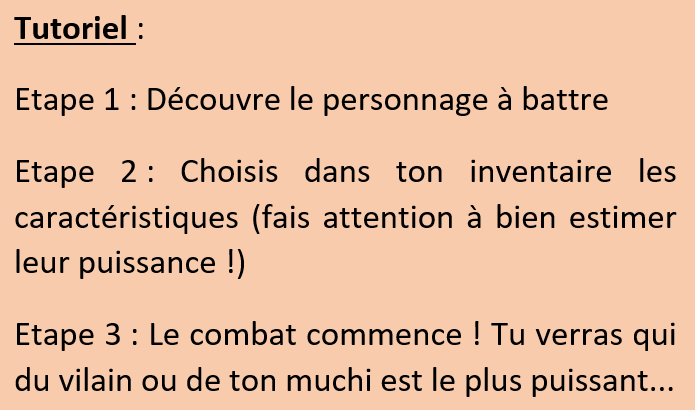 Tutoriel :
Etape 1 : Découvre le personnage à battre
Etape 2 : Choisis dans ton inventaire les
caractéristiques (fais attention à bien estimer
leur puissance !)
Etape 3 : Le combat commence ! Tu verras qui
du vilain ou de ton muchi est le plus puissant...